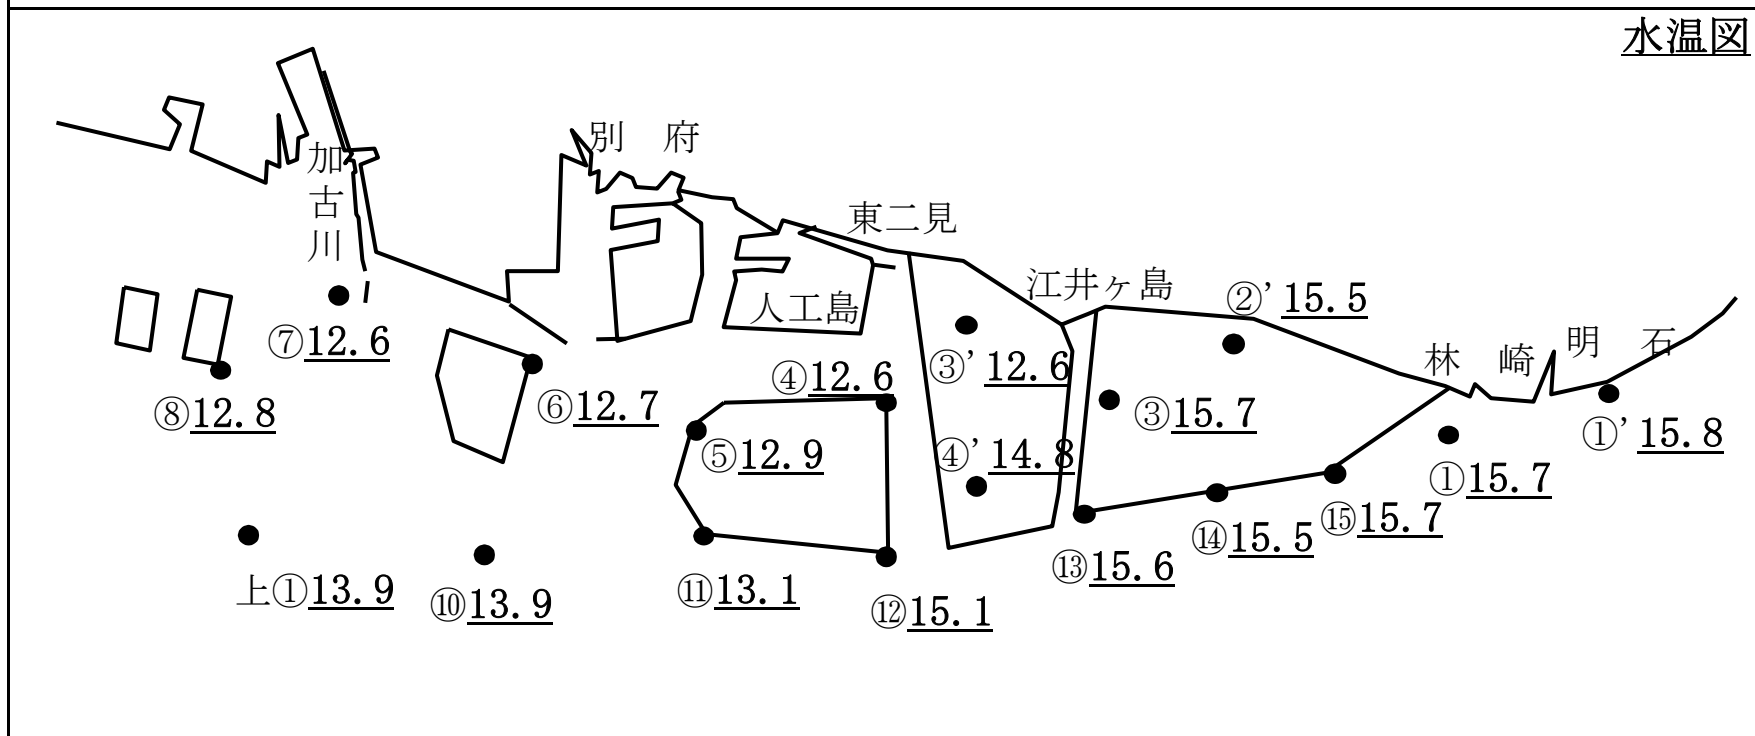 水温図
別 府
加古川
東二見
江井ヶ島
②' 15.5
人工島
⑦12.6
③' 12.6
林 崎
明 石
④12.6
⑧12.8
⑥12.7
③15.7
①' 15.8
⑤12.9
④' 14.8
①15.7
⑮15.7
⑭15.5
⑬15.6
上①13.9
⑩13.9
⑪13.1
⑫15.1